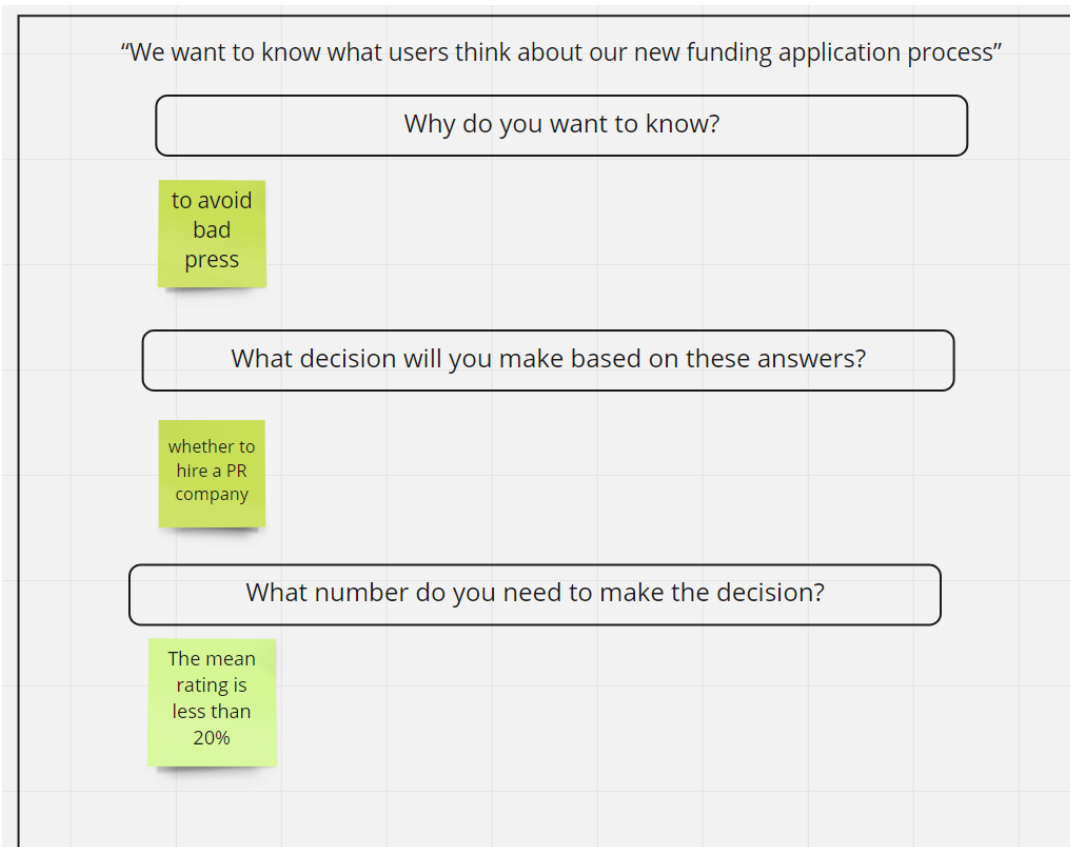 “We want to know what users think about our new funding application process”
Why do you want to know?
to avoid
bad
press
What decision will you make based on these answers?
whether to
hire a PR
company
What number do you need to make the decision?
The mean
rating is
less than
20%